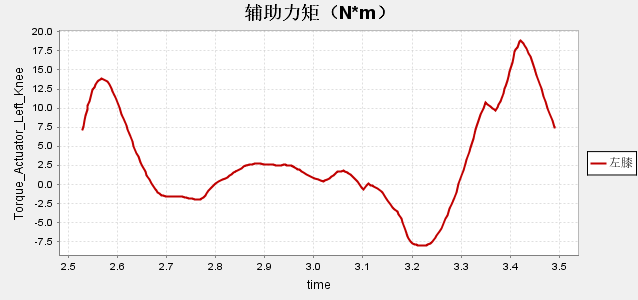 辅助力矩（N*m）
Torque_Actuator_Left_Knee
20.0
17.5
15.0
12.5
10.0
7.5
5.0
2.5
0.0
-2.5
-5.0
-7.5
2.5 2.6 2.7 2.8 2.9 3.0 3.1 3.2 3.3 3.4 3.5
time
左膝